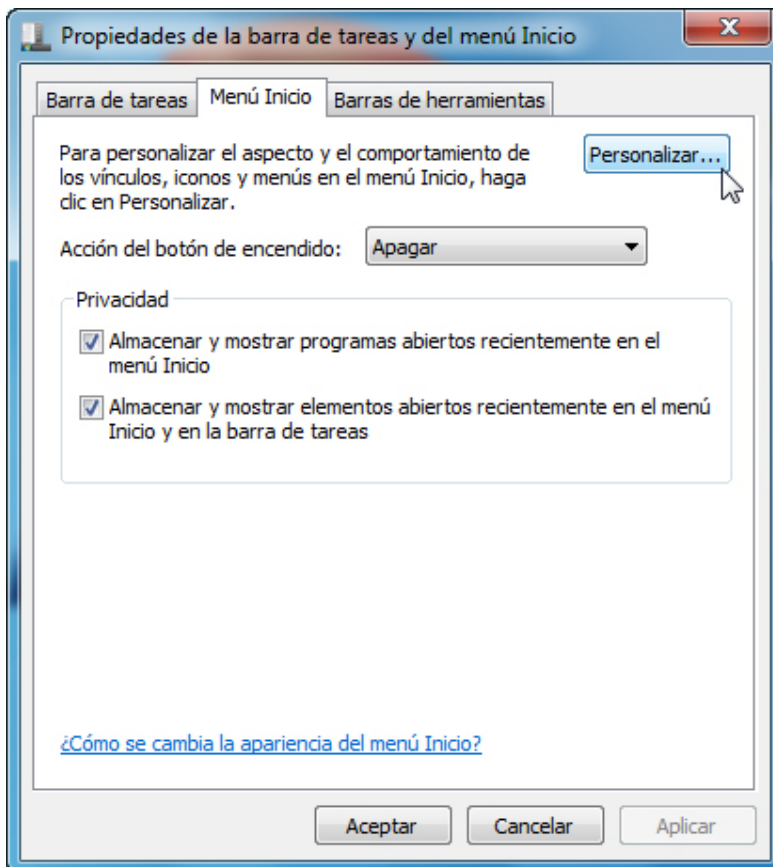 Propiedades de la barra de tareas y del menú Inicio
Barra de tareas Menú Inicio Barras de herramientas
Para personalizar el aspecto y el comportamiento de
los vínculos, iconos y menús en el menú Inicio, haga
clic en Personalizar.
Personalizar...
Acción del botón de encendido: Apagar
Privacidad
Almacenar y mostrar programas abiertos recientemente en el
menú Inicio
Almacenar y mostrar elementos abiertos recientemente en el menú
Inicio y en la barra de tareas
¿Cómo se cambia la apariencia del menú Inicio?
Aceptar Cancelar Aplicar